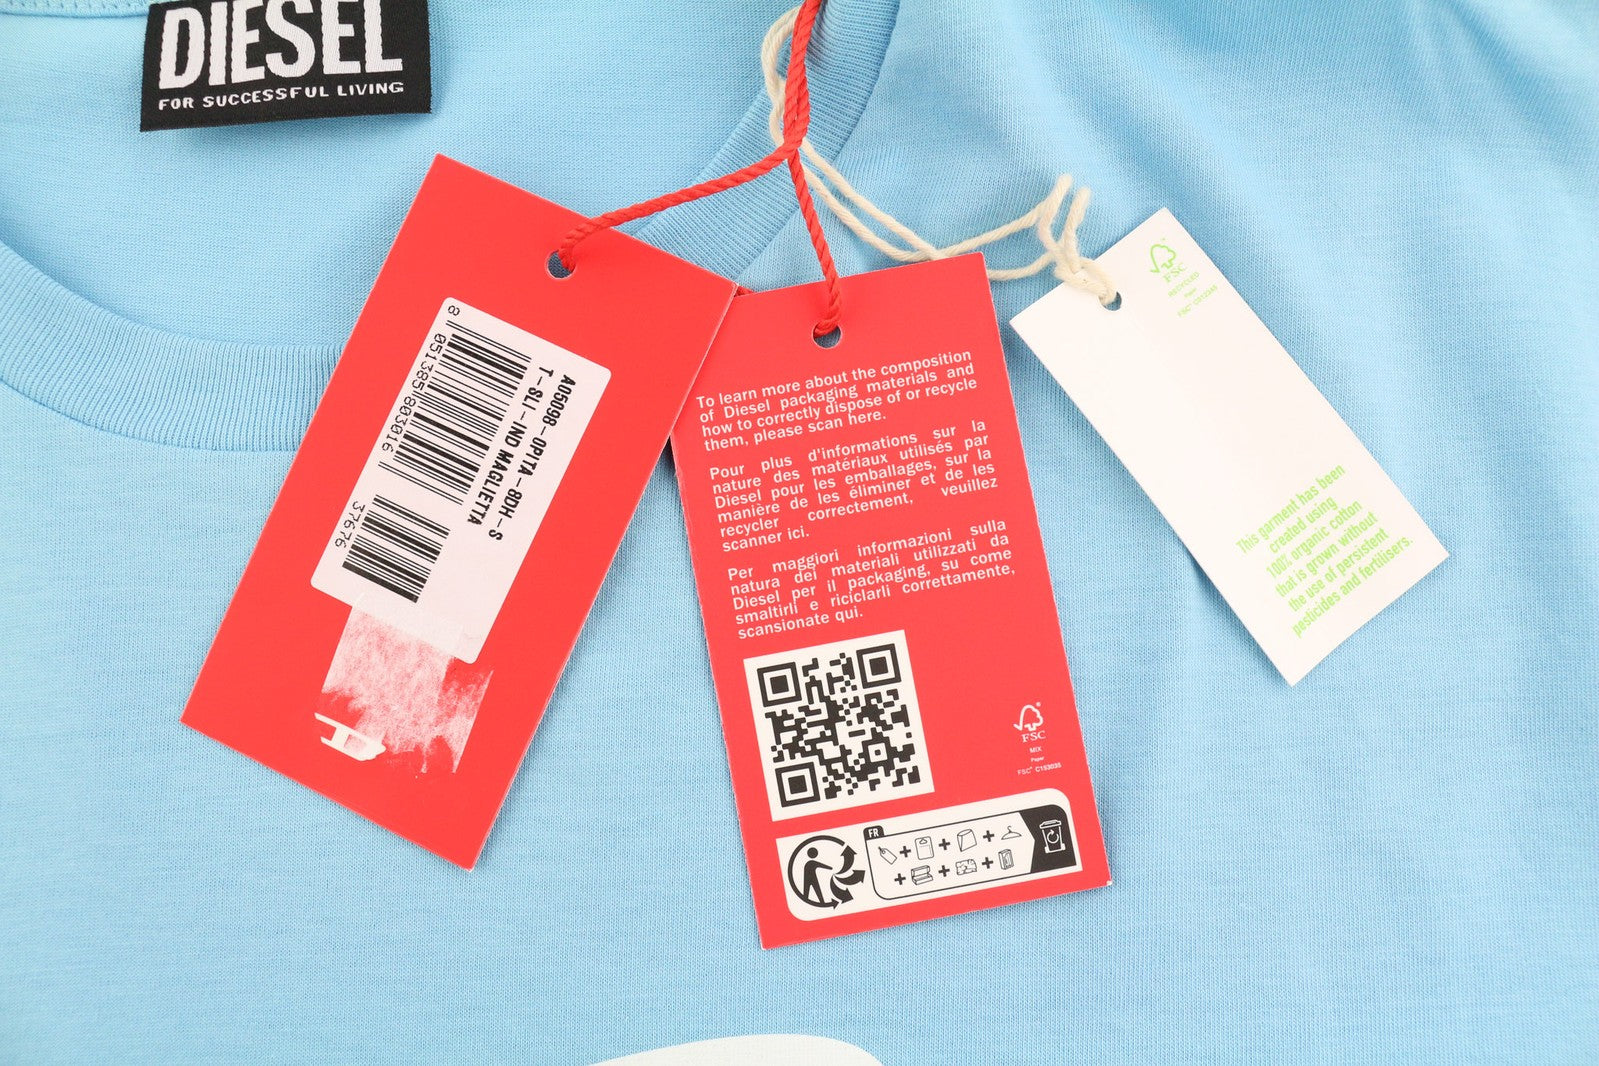 DIESEL
FOR SUCCESSFUL LIVING
A05098-0PITA-8DH-S
T-SLI-IND MAGLIETTA
8 051385 803016
37676
To learn more about the composition
of Diesel packaging materials and
how to correctly dispose of or recycle
them, please scan here.
Pour plus d'informations sur la
nature des matériaux utilisés par
Diesel pour les emballages, sur la
manière de les éliminer et de les
recycler correctement, veuillez
scanner ici.
Per maggiori informazioni sulla
natura dei materiali utilizzati da
Diesel per il packaging, su come
smaltirli e riciclarli correttamente,
scansionate qui.
FSC
MIX
Paper
FSC® C153035
FR
FSC
RECYCLED
Paper
This garment has been
created using
100% organic cotton
that is grown without
the use of persistent
pesticides and fertilisers.